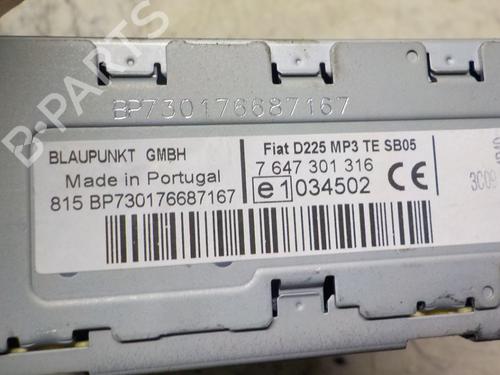 B-PARTS
BP730176687167
BLAUPUNKT GMBH
Made in Portugal
815 BP730176687167
Fiat D225 MP3 TE SB05
7 647 301 316
e1 034502 CE